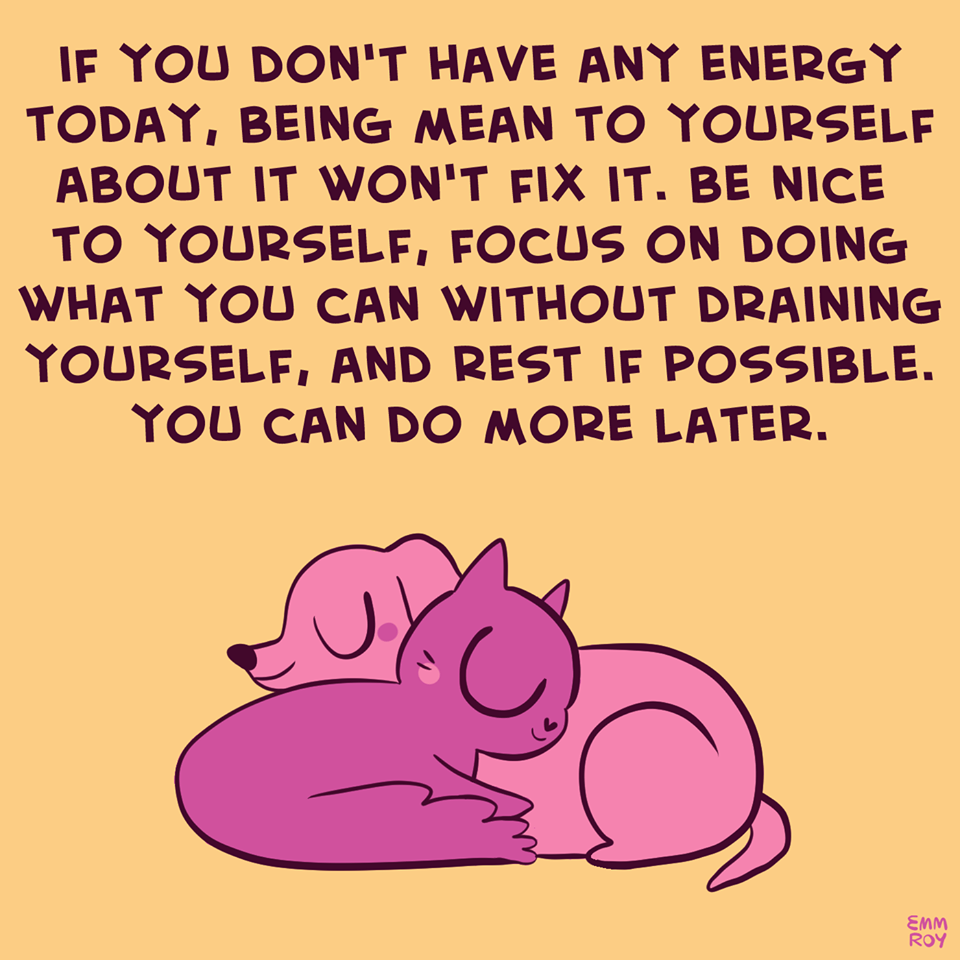 IF YOU DON'T HAVE ANY ENERGY
TODAY, BEING MEAN TO YOURSELF
ABOUT IT WON'T FIX IT. BE NICE
TO YOURSELF, FOCUS ON DOING
WHAT YOU CAN WITHOUT DRAINING
YOURSELF, AND REST IF POSSIBLE.
YOU CAN DO MORE LATER.
EMM
ROY